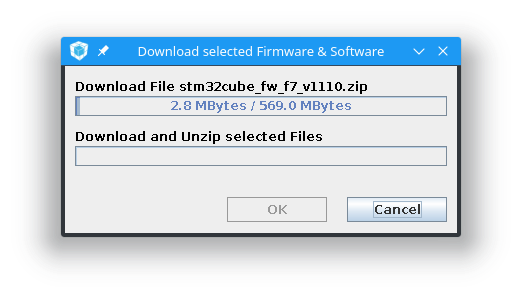 Download selected Firmware & Software
Download File stm32cube_fw_f7_v1110.zip
2.8 MBytes / 569.0 MBytes
Download and Unzip selected Files
OK
Cancel